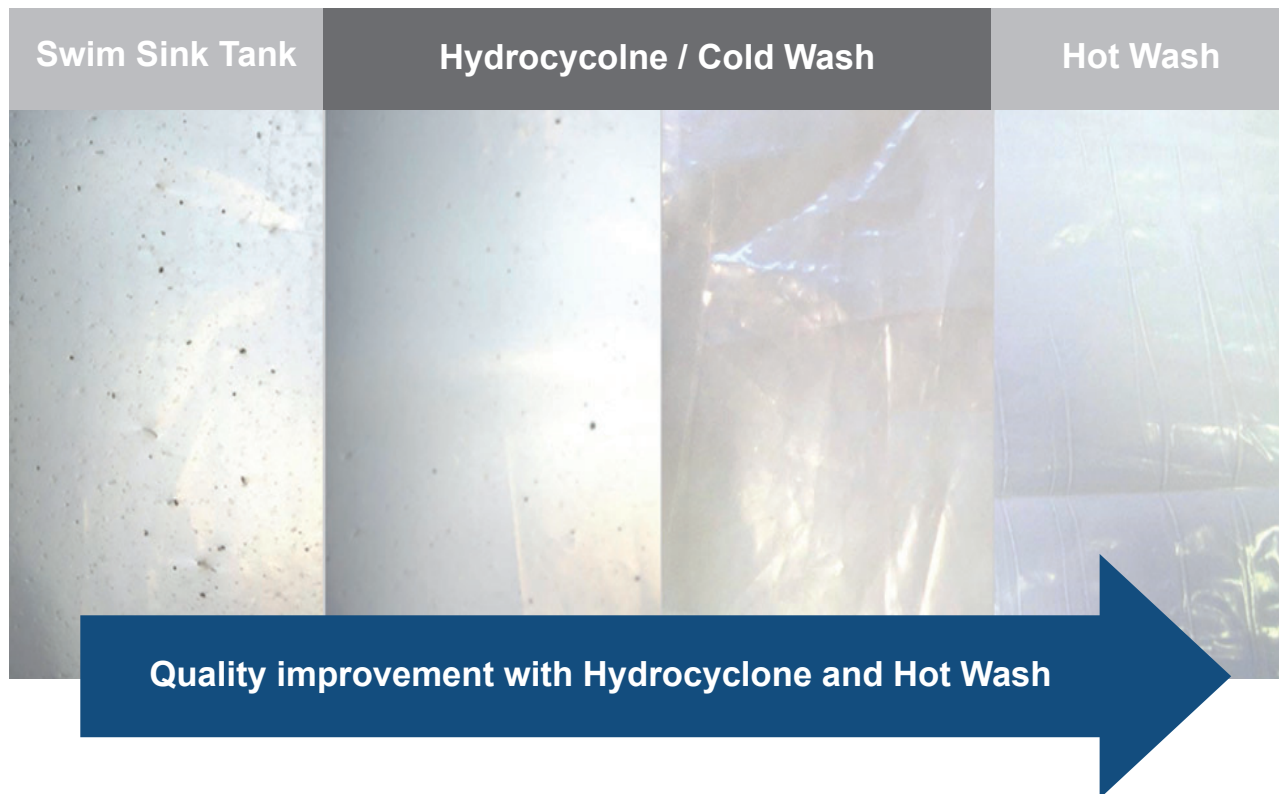 Swim Sink Tank
Hydrocycolne / Cold Wash
Hot Wash
Quality improvement with Hydrocyclone and Hot Wash